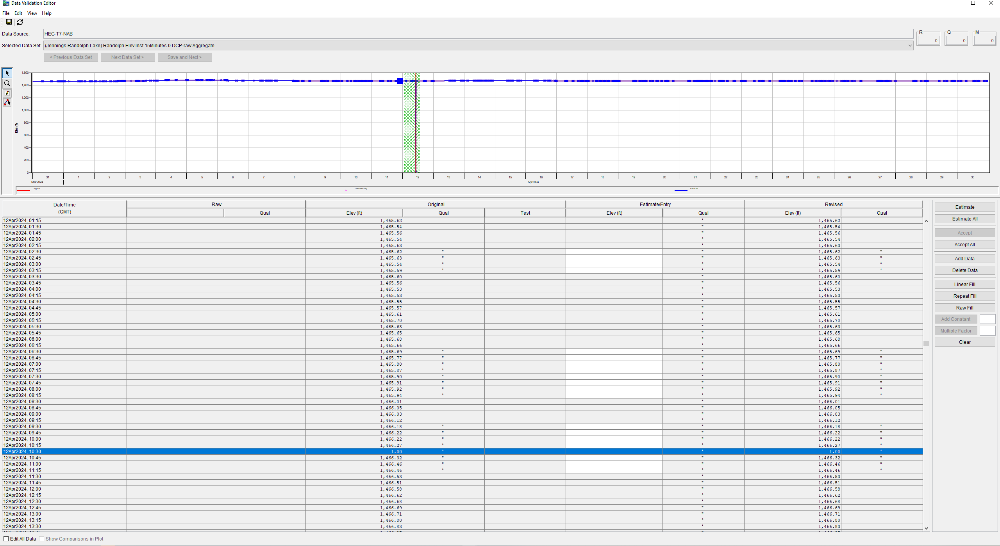 Data Validation Editor
File Edit View Help
Data Source: HEC-T7-NAB
R Q M
0 0 0
Selected Data Set: (Jennings Randolph Lake) Randolph.Elev.Inst.15Minutes.0.DCP-raw:Aggregate
< Previous Data Set Next Data Set > Save and Next >
1,600
1,400
1,200
1,000
800
600
400
200
0
Elev (ft)
31 1 2 3 4 5 6 7 8 9 10 11 12 13 14 15 16 17 18 19 20 21 22 23 24 25 26 27 28 29 30
Mar2024 Apr2024
Original Estimate/Entry Revised
Date/Time (GMT) Raw Original Estimate/Entry Revised
Qual Elev (ft) Qual Test Elev (ft) Qual Elev (ft) Qual
12Apr2024, 01:15 1,465.62 * 1,465.62
12Apr2024, 01:30 1,465.54 * 1,465.54
12Apr2024, 01:45 1,465.56 * 1,465.56
12Apr2024, 02:00 1,465.54 * 1,465.54
12Apr2024, 02:15 1,465.63 * 1,465.63
12Apr2024, 02:30 1,465.62 * * 1,465.62 *
12Apr2024, 02:45 1,465.63 * * 1,465.63 *
12Apr2024, 03:00 1,465.54 * * 1,465.54 *
12Apr2024, 03:15 1,465.59 * * 1,465.59 *
12Apr2024, 03:30 1,465.60 * 1,465.60
12Apr2024, 03:45 1,465.56 * 1,465.56
12Apr2024, 04:00 1,465.53 * 1,465.53
12Apr2024, 04:15 1,465.53 * 1,465.53
12Apr2024, 04:30 1,465.55 * 1,465.55
12Apr2024, 04:45 1,465.57 * 1,465.57
12Apr2024, 05:00 1,465.61 * 1,465.61
12Apr2024, 05:15 1,465.70 * 1,465.70
12Apr2024, 05:30 1,465.63 * 1,465.63
12Apr2024, 05:45 1,465.65 * 1,465.65
12Apr2024, 06:00 1,465.68 * 1,465.68
12Apr2024, 06:15 1,465.66 * 1,465.66
12Apr2024, 06:30 1,465.69 * * 1,465.69 *
12Apr2024, 06:45 1,465.77 * * 1,465.77 *
12Apr2024, 07:00 1,465.80 * * 1,465.80 *
12Apr2024, 07:15 1,465.87 * * 1,465.87 *
12Apr2024, 07:30 1,465.90 * * 1,465.90 *
12Apr2024, 07:45 1,465.91 * * 1,465.91 *
12Apr2024, 08:00 1,465.92 * * 1,465.92 *
12Apr2024, 08:15 1,465.94 * * 1,465.94 *
12Apr2024, 08:30 1,466.01 * 1,466.01
12Apr2024, 08:45 1,466.05 * 1,466.05
12Apr2024, 09:00 1,466.03 * 1,466.03
12Apr2024, 09:15 1,466.12 * 1,466.12
12Apr2024, 09:30 1,466.18 * * 1,466.18 *
12Apr2024, 09:45 1,466.22 * * 1,466.22 *
12Apr2024, 10:00 1,466.22 * * 1,466.22 *
12Apr2024, 10:15 1,466.27 * * 1,466.27 *
12Apr2024, 10:30 1.00 * * 1.00 *
12Apr2024, 10:45 1,466.32 * * 1,466.32 *
12Apr2024, 11:00 1,466.46 * * 1,466.46 *
12Apr2024, 11:15 1,466.46 * * 1,466.46 *
12Apr2024, 11:30 1,466.53 * 1,466.53
12Apr2024, 11:45 1,466.51 * 1,466.51
12Apr2024, 12:00 1,466.58 * 1,466.58
12Apr2024, 12:15 1,466.62 * 1,466.62
12Apr2024, 12:30 1,466.68 * 1,466.68
12Apr2024, 12:45 1,466.69 * 1,466.69
12Apr2024, 13:00 1,466.71 * 1,466.71
12Apr2024, 13:15 1,466.80 * 1,466.80
12Apr2024, 13:30 1,466.83 * 1,466.83
Estimate
Estimate All
Accept
Accept All
Add Data
Delete Data
Linear Fill
Repeat Fill
Raw Fill
Add Constant
Multiple Factor
Clear
Edit All Data Show Comparisons in Plot